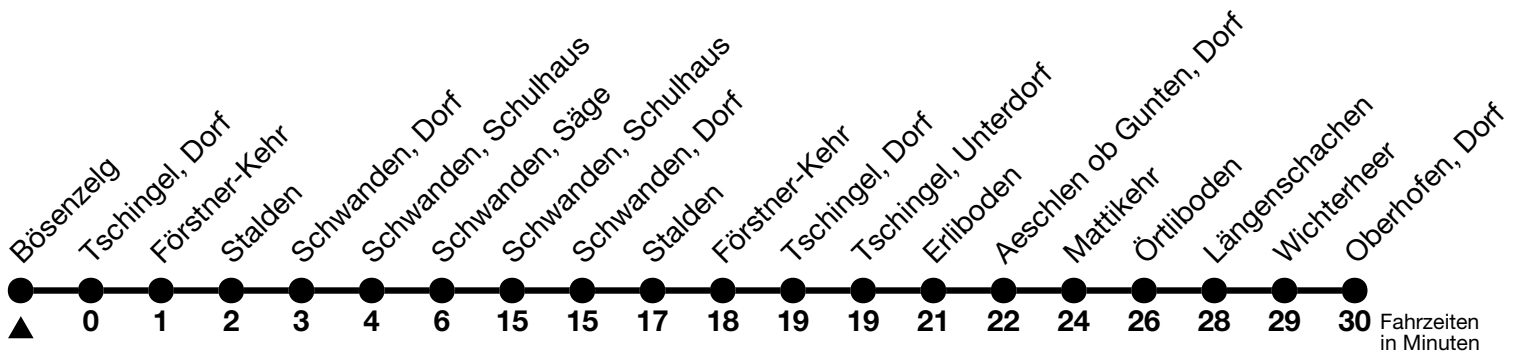 Bösenzelg
Tschingel, Dorf
Förstner-Kehr
Stalden
Schwanden, Dorf
Schwanden, Schulhaus
Schwanden, Säge
Schwanden, Schulhaus
Schwanden, Dorf
Stalden
Förstner-Kehr
Tschingel, Dorf
Tschingel, Unterdorf
Erliboden
Aeschlen ob Gunten, Dorf
Mattikehr
Örtliboden
Längenschachen
Wichterheer
Oberhofen, Dorf
▲ 0 1 2 3 4 6 15 15 17 18 19 19 21 22 24 26 28 29 30 Fahrzeiten
in Minuten